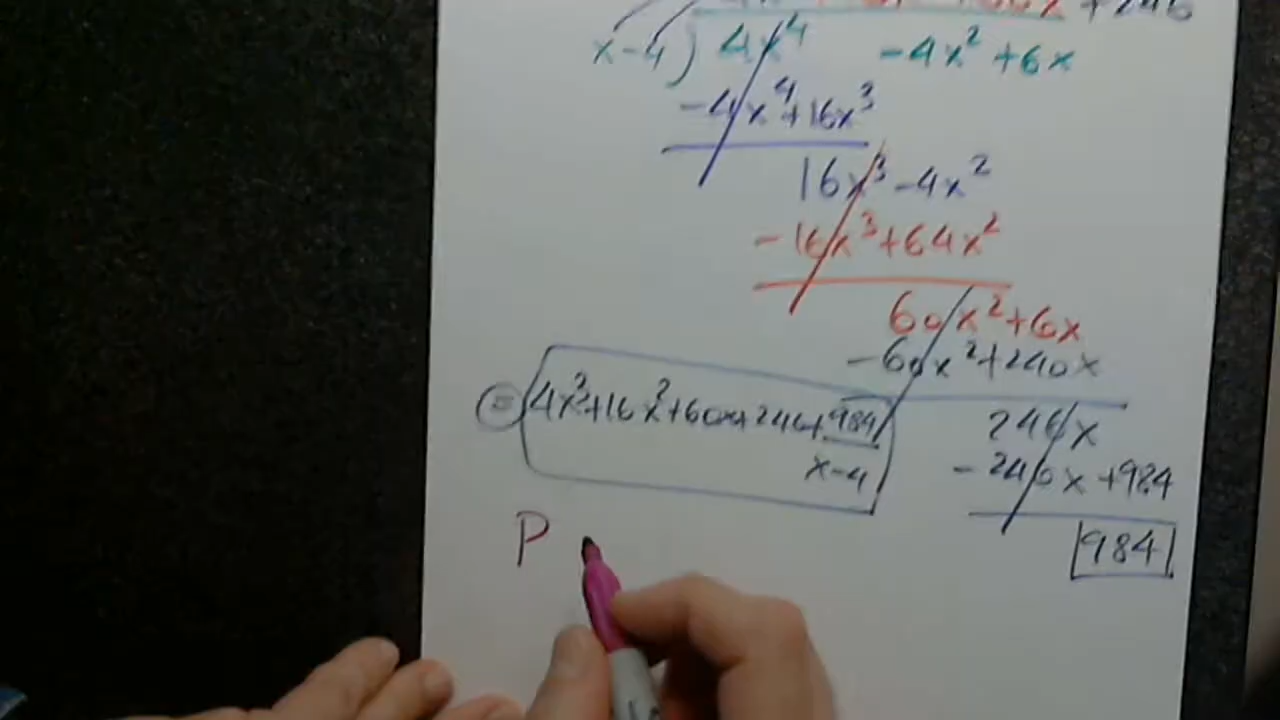 +246
x-4) 4x⁴ -4x² +6x
-4x⁴+16x³
16x³-4x²
-16x³+64x²
60x²+6x
-60x²+240x
= 4x³+16x²+60x+246+984/x-4
246x
-246x+984
984
P